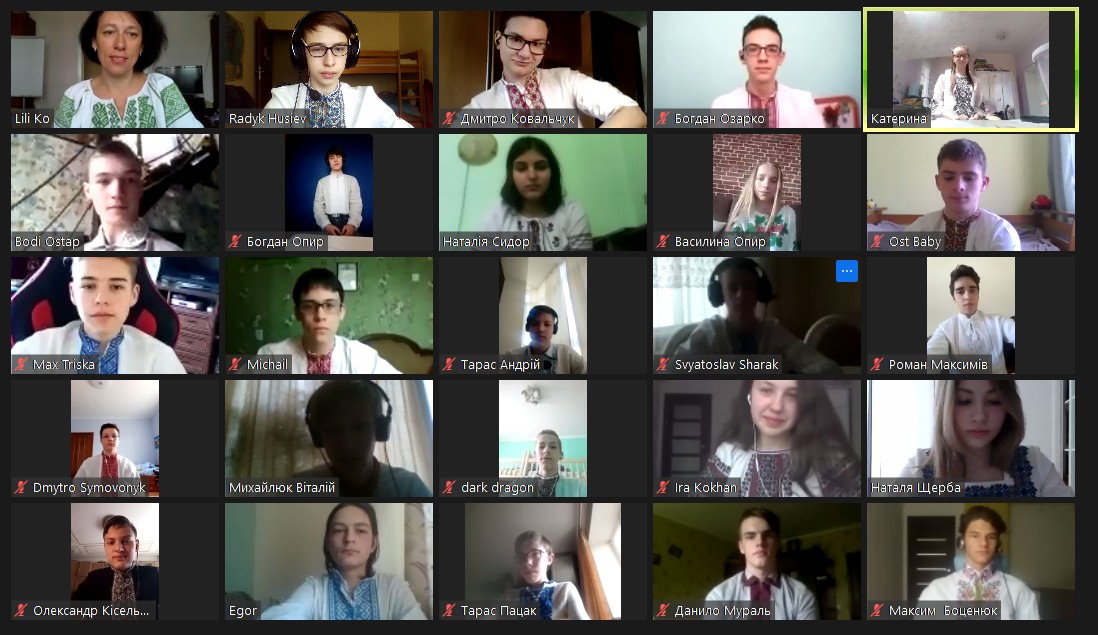 Lili Ko
Radyk Husiev
Дмитро Ковальчук
Богдан Озарко
Катерина
Bodi Ostap
Богдан Опир
Наталія Сидор
Василина Опир
Ost Baby
Max Triska
Michail
Тарас Андрій
Svyatoslav Sharak
Роман Максимів
Dmytro Symovonyk
Михайлюк Віталій
dark dragon
Ira Kokhan
Наталя Щерба
Олександр Кісель...
Egor
Тарас Пацак
Данило Мураль
Максим Боценюк